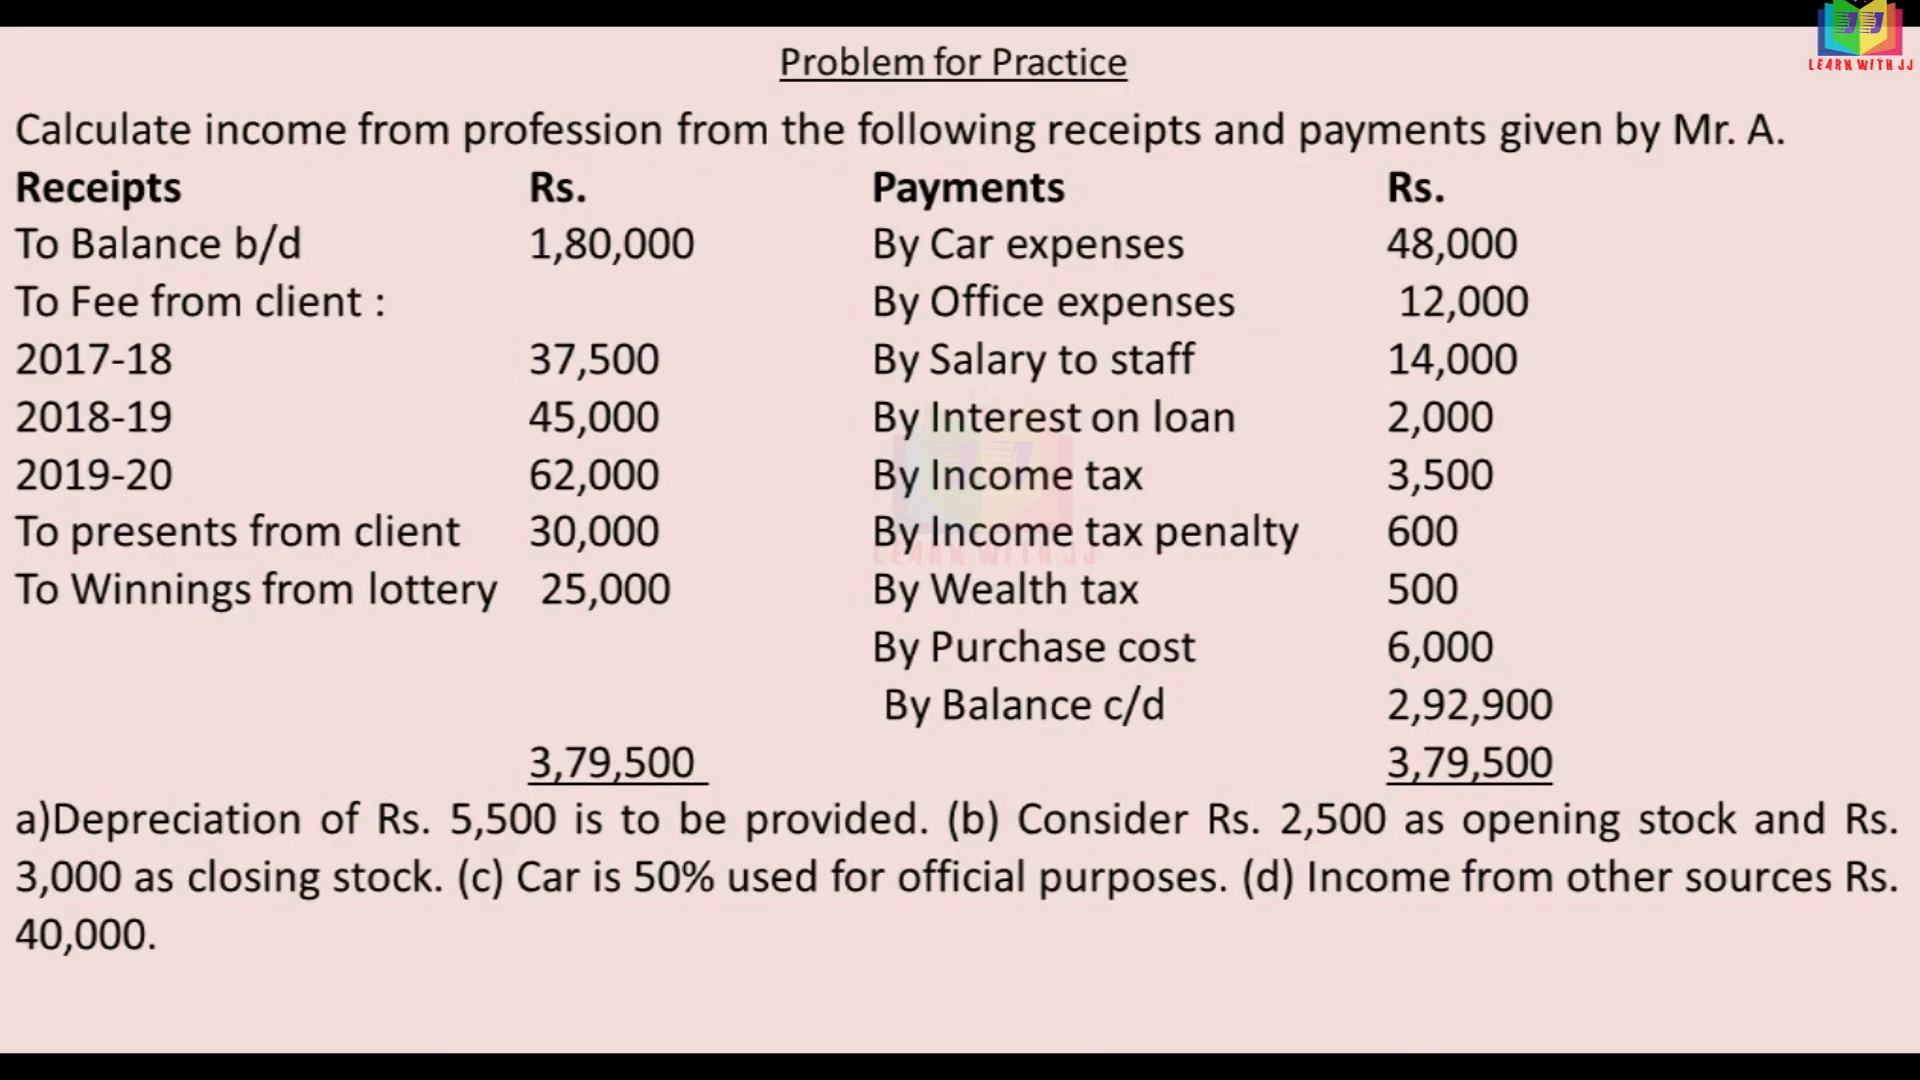 LEARN WITH JJ
Problem for Practice
Calculate income from profession from the following receipts and payments given by Mr. A.
Receipts Rs. Payments Rs.
To Balance b/d 1,80,000 By Car expenses 48,000
To Fee from client : By Office expenses 12,000
2017-18 37,500 By Salary to staff 14,000
2018-19 45,000 By Interest on loan 2,000
2019-20 62,000 By Income tax 3,500
To presents from client 30,000 By Income tax penalty 600
LEARN WITH JJ
To Winnings from lottery 25,000 By Wealth tax 500
By Purchase cost 6,000
By Balance c/d 2,92,900
3,79,500 3,79,500
a)Depreciation of Rs. 5,500 is to be provided. (b) Consider Rs. 2,500 as opening stock and Rs.
3,000 as closing stock. (c) Car is 50% used for official purposes. (d) Income from other sources Rs.
40,000.